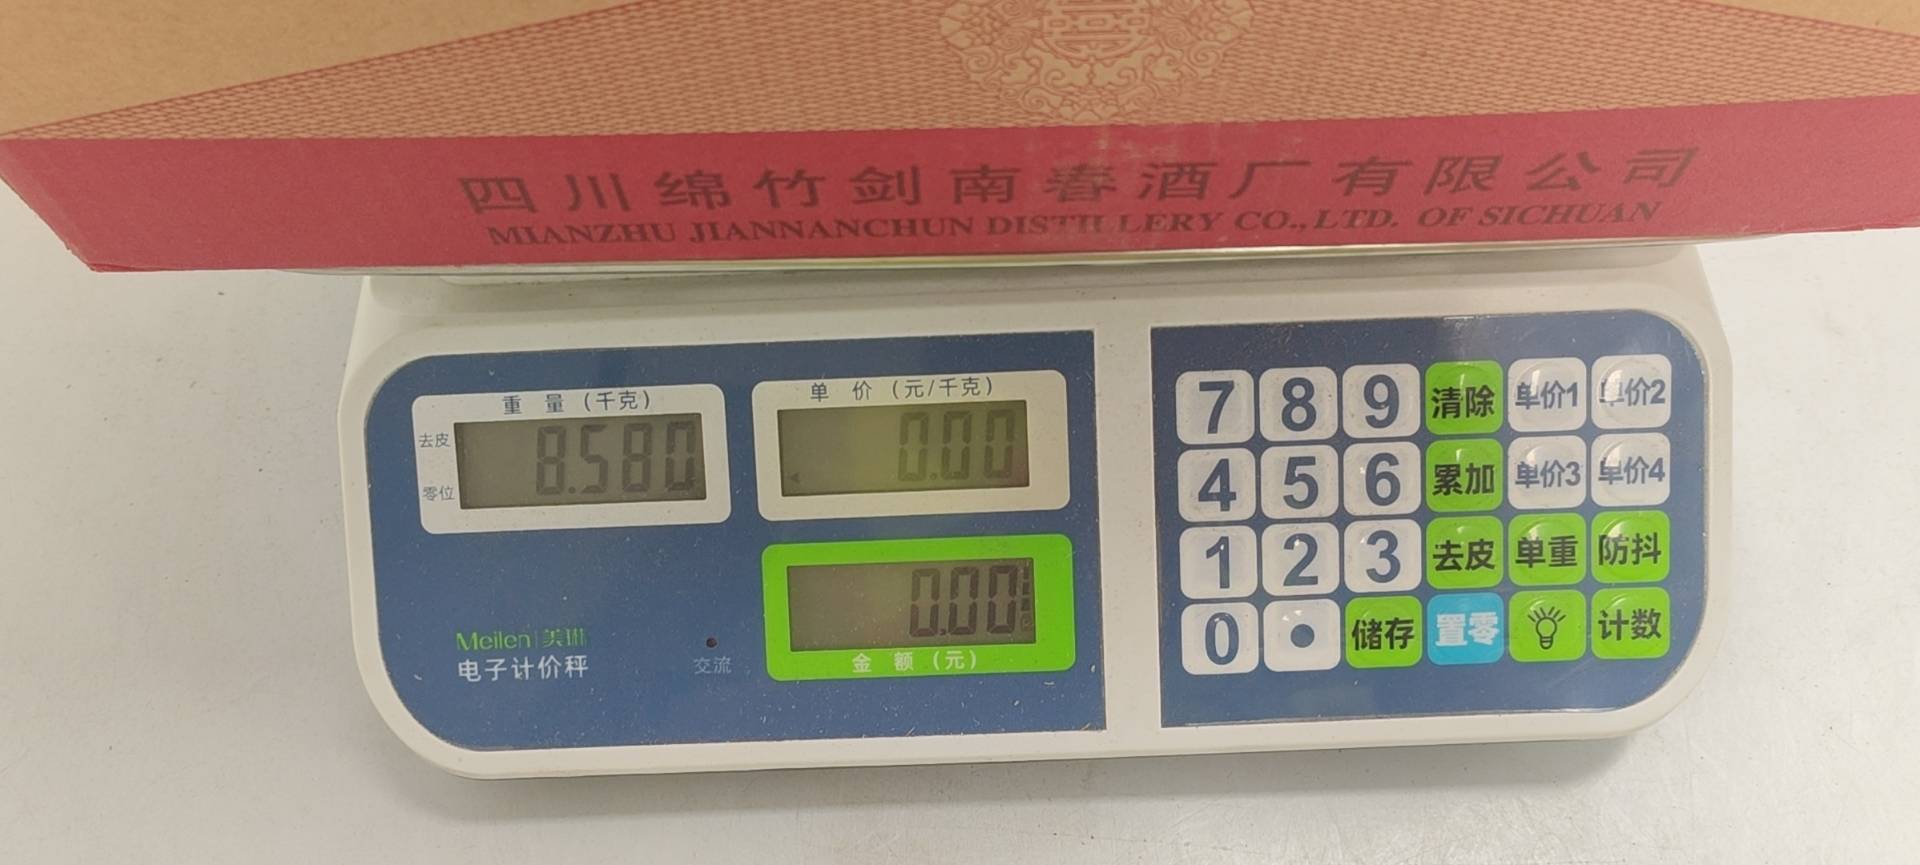 四川绵竹剑南春酒厂有限公司
MIANZHU JIANNANCHUN DISTILLERY CO.,LTD. OF SICHUAN
重量(千克)
去皮
零位
8.580
单价(元/千克)
0.00
0.00
金额(元)
Meilen|美琳
电子计价秤
交流
7 8 9 清除 单价1 单价2
4 5 6 累加 单价3 单价4
1 2 3 去皮 单重 防抖
0 . 储存 置零 计数